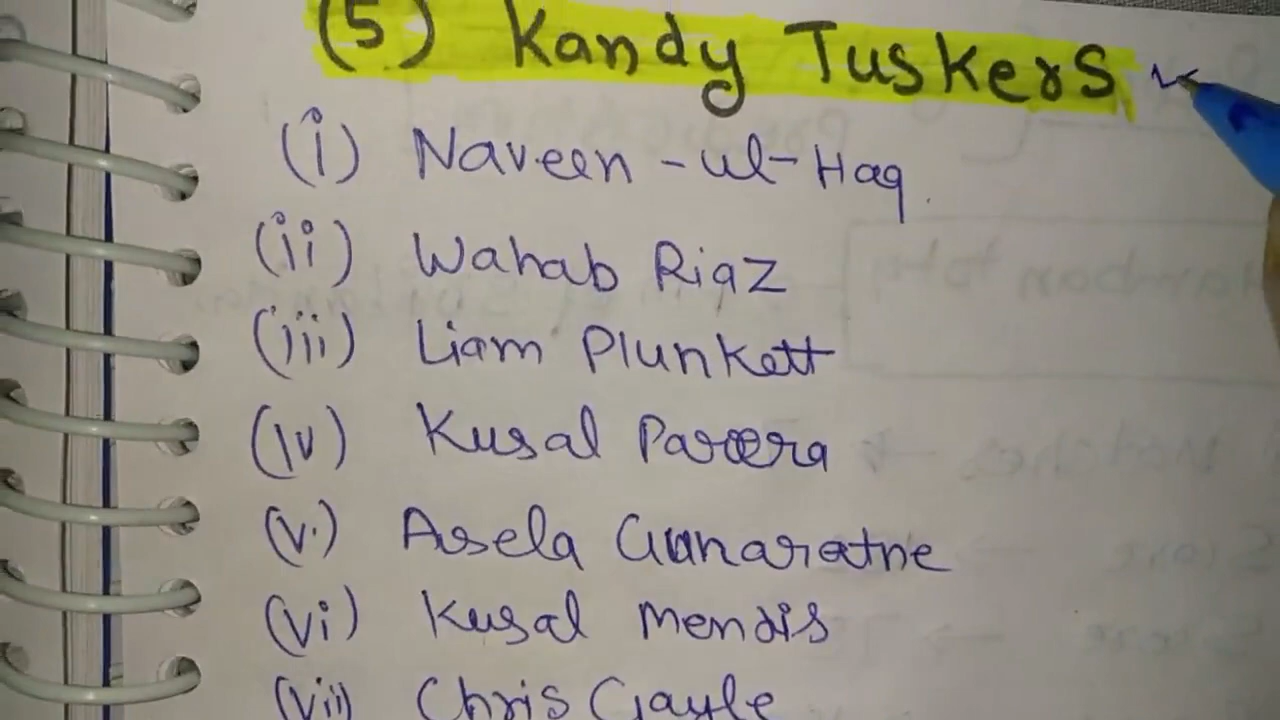 (5) Kandy Tuskers
(i) Naveen-ul-Haq.
(ii) Wahab Riaz
(iii) Liam Plunkett
(iv) Kusal Parera
(v.) Asela Gunaratne
(vi) Kusal Mendis
(vii) Chris Gayle